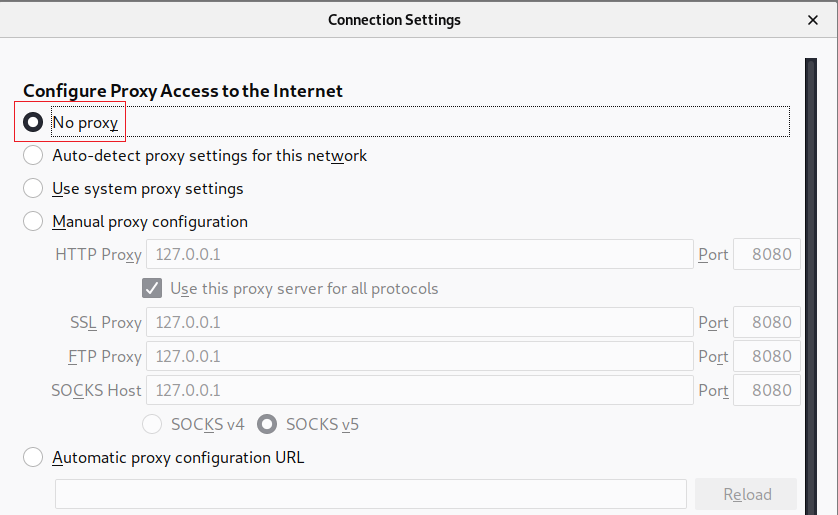 Connection Settings
Configure Proxy Access to the Internet
No proxy
Auto-detect proxy settings for this network
Use system proxy settings
Manual proxy configuration
HTTP Proxy 127.0.0.1 Port 8080
Use this proxy server for all protocols
SSL Proxy 127.0.0.1 Port 8080
FTP Proxy 127.0.0.1 Port 8080
SOCKS Host 127.0.0.1 Port 8080
SOCKS v4 SOCKS v5
Automatic proxy configuration URL
Reload